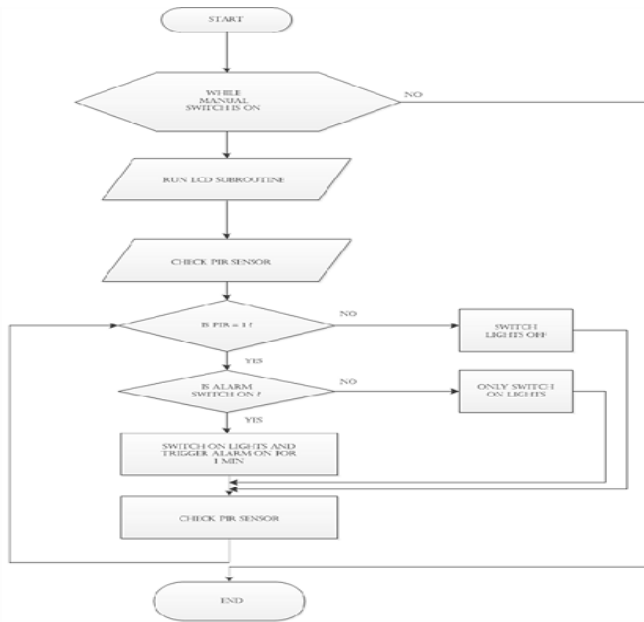 START
WHILE
MANUAL
SWITCH IS ON
NO
RUN LCD SUBROUTINE
CHECK PIR SENSOR
IS PIR = 1 ?
NO
SWITCH
LIGHTS OFF
YES
IS ALARM
SWITCH ON ?
NO
ONLY SWITCH
ON LIGHTS
YES
SWITCH ON LIGHTS AND
TRIGGER ALARM ON FOR
1 MIN
CHECK PIR SENSOR
END